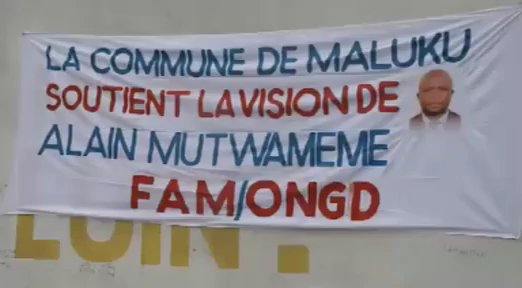 LA COMMUNE DE MALUKU
SOUTIENT LA VISION DE
ALAIN MUTWAMEME
FAM/ONGD